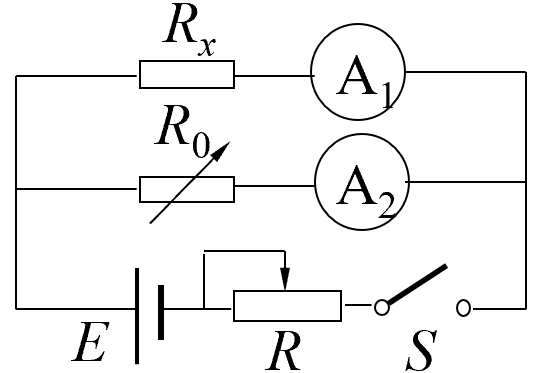 Rₓ
A₁
R₀
A₂
E
R
S